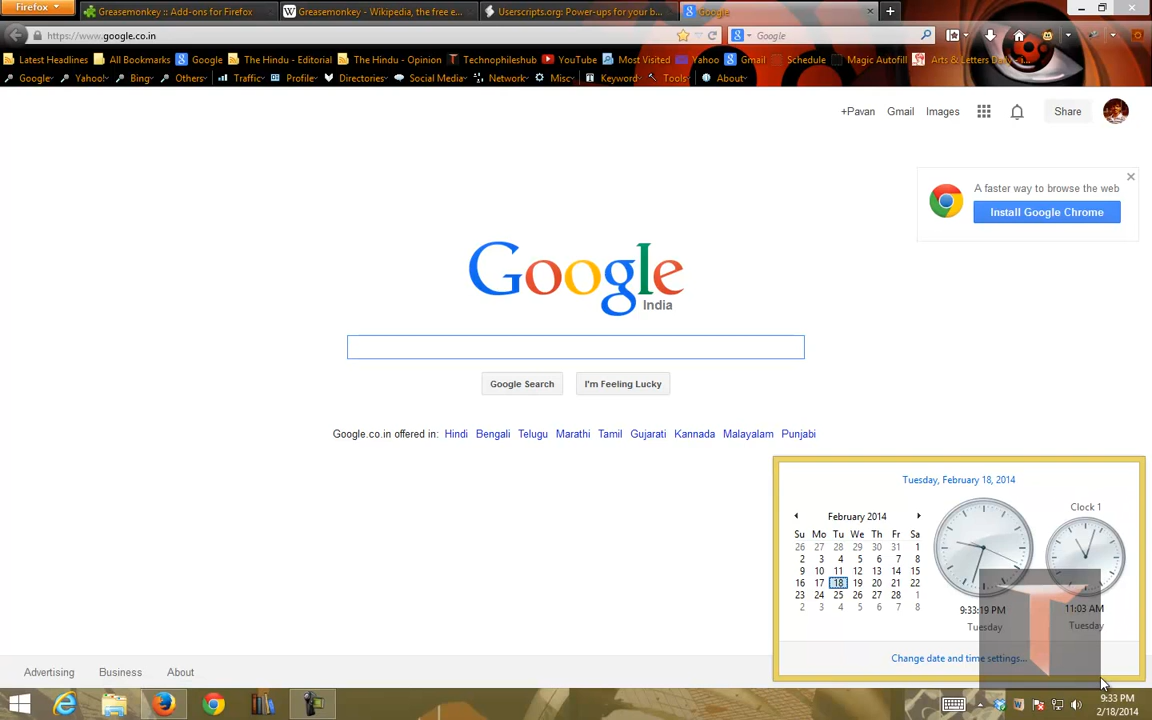 Firefox
Greasemonkey :: Add-ons for Firefox
Greasemonkey - Wikipedia, the free e...
Userscripts.org: Power-ups for your b...
Google
https://www.google.co.in
Google
Latest Headlines All Bookmarks Google The Hindu - Editorial The Hindu - Opinion Technophileshub YouTube Most Visited Yahoo Gmail Schedule Magic Autofill Arts & Letters Daily - i...
Google Yahoo! Bing Others Traffic Profile Directories Social Media Network Misc Keyword Tools About
+Pavan Gmail Images Share
A faster way to browse the web
Install Google Chrome
Google
India
Google Search I'm Feeling Lucky
Google.co.in offered in: Hindi Bengali Telugu Marathi Tamil Gujarati Kannada Malayalam Punjabi
Tuesday, February 18, 2014
February 2014
Su Mo Tu We Th Fr Sa
26 27 28 29 30 31 1
2 3 4 5 6 7 8
9 10 11 12 13 14 15
16 17 18 19 20 21 22
23 24 25 26 27 28 1
2 3 4 5 6 7 8
9:33:19 PM
Tuesday
Clock 1
11:03 AM
Tuesday
Change date and time settings...
Advertising Business About
9:33 PM
2/18/2014